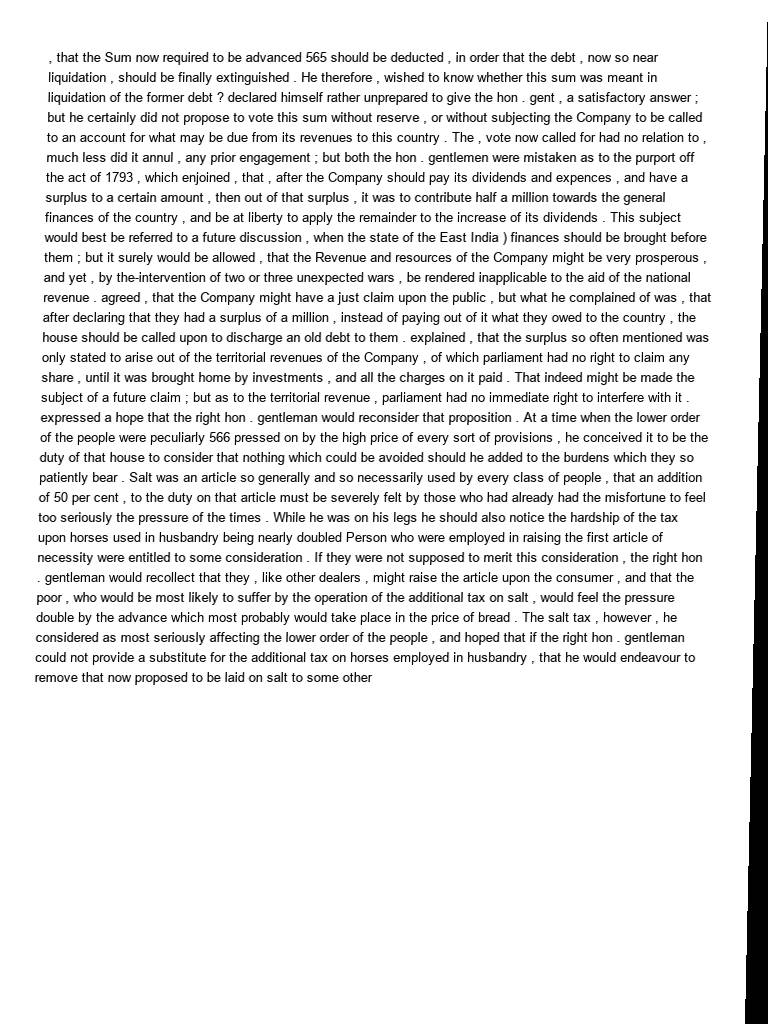 , that the Sum now required to be advanced 565 should be deducted , in order that the debt , now so near
liquidation , should be finally extinguished . He therefore , wished to know whether this sum was meant in
liquidation of the former debt ? declared himself rather unprepared to give the hon . gent , a satisfactory answer ;
but he certainly did not propose to vote this sum without reserve , or without subjecting the Company to be called
to an account for what may be due from its revenues to this country . The , vote now called for had no relation to ,
much less did it annul , any prior engagement ; but both the hon . gentlemen were mistaken as to the purport off
the act of 1793 , which enjoined , that , after the Company should pay its dividends and expences , and have a
surplus to a certain amount , then out of that surplus , it was to contribute half a million towards the general
finances of the country , and be at liberty to apply the remainder to the increase of its dividends . This subject
would best be referred to a future discussion , when the state of the East India ) finances should be brought before
them ; but it surely would be allowed , that the Revenue and resources of the Company might be very prosperous ,
and yet , by the-intervention of two or three unexpected wars , be rendered inapplicable to the aid of the national
revenue . agreed , that the Company might have a just claim upon the public , but what he complained of was , that
after declaring that they had a surplus of a million , instead of paying out of it what they owed to the country , the
house should be called upon to discharge an old debt to them . explained , that the surplus so often mentioned was
only stated to arise out of the territorial revenues of the Company , of which parliament had no right to claim any
share , until it was brought home by investments , and all the charges on it paid . That indeed might be made the
subject of a future claim ; but as to the territorial revenue , parliament had no immediate right to interfere with it .
expressed a hope that the right hon . gentleman would reconsider that proposition . At a time when the lower order
of the people were peculiarly 566 pressed on by the high price of every sort of provisions , he conceived it to be the
duty of that house to consider that nothing which could be avoided should he added to the burdens which they so
patiently bear . Salt was an article so generally and so necessarily used by every class of people , that an addition
of 50 per cent , to the duty on that article must be severely felt by those who had already had the misfortune to feel
too seriously the pressure of the times . While he was on his legs he should also notice the hardship of the tax
upon horses used in husbandry being nearly doubled Person who were employed in raising the first article of
necessity were entitled to some consideration . If they were not supposed to merit this consideration , the right hon
. gentleman would recollect that they , like other dealers , might raise the article upon the consumer , and that the
poor , who would be most likely to suffer by the operation of the additional tax on salt , would feel the pressure
double by the advance which most probably would take place in the price of bread . The salt tax , however , he
considered as most seriously affecting the lower order of the people , and hoped that if the right hon . gentleman
could not provide a substitute for the additional tax on horses employed in husbandry , that he would endeavour to
remove that now proposed to be laid on salt to some other